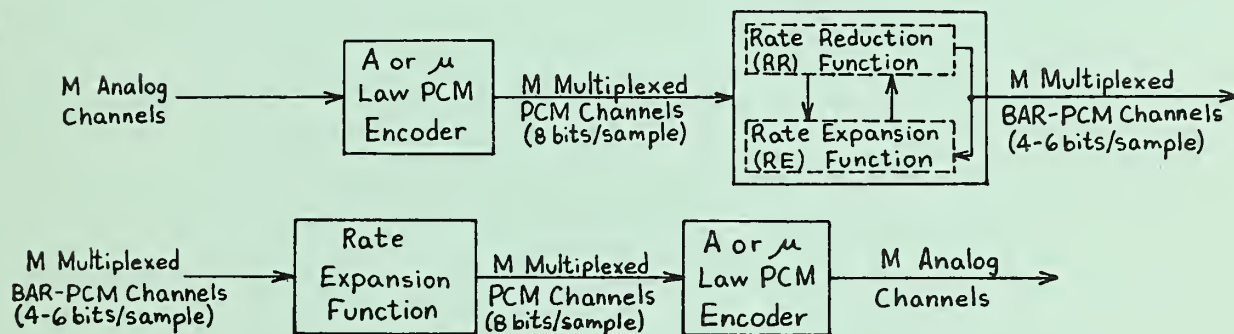 M Analog
Channels
A or μ
Law PCM
Encoder
M Multiplexed
PCM Channels
(8 bits/sample)
Rate Reduction
(RR) Function
Rate Expansion
(RE) Function
M Multiplexed
BAR-PCM Channels
(4-6 bits/sample)
M Multiplexed
BAR-PCM Channels
(4-6 bits/sample)
Rate
Expansion
Function
M Multiplexed
PCM Channels
(8 bits/sample)
A or μ
Law PCM
Encoder
M Analog
Channels